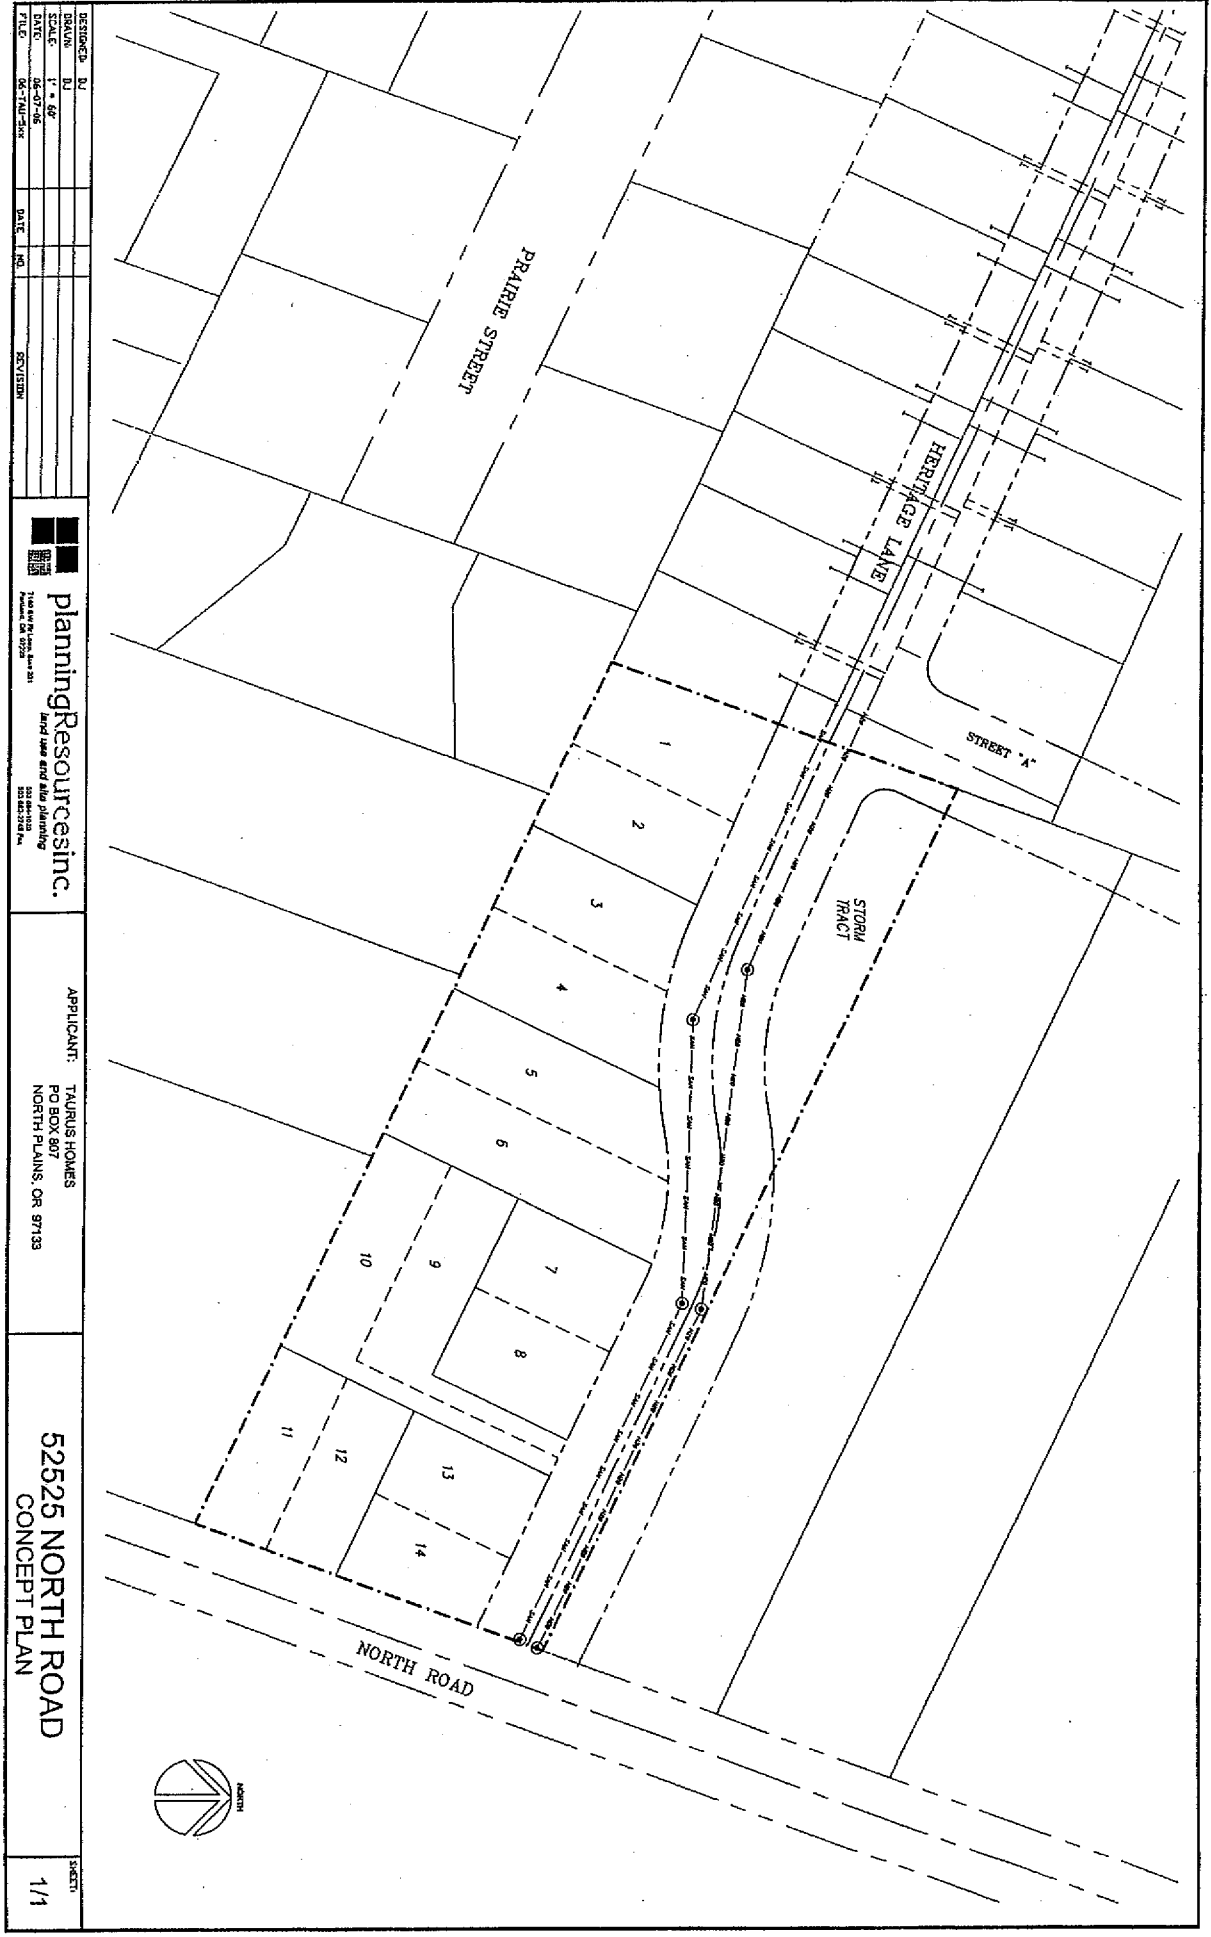 PRAIRIE STREET
HERITAGE LANE
STREET "A"
STORM
TRACT
1
2
3
4
5
6
7
8
9
10
11
12
13
14
NORTH ROAD
NORTH
DESIGNED: DJ
DRAWN: DJ
SCALE: 1" = 60'
DATE: 06-07-06
FILE:
DATE NO. REVISION
planningResourcesinc.
land use and site planning
APPLICANT: TAURUS HOMES
PO BOX 807
NORTH PLAINS, OR 97133
52525 NORTH ROAD
CONCEPT PLAN
SHEET:
1/1